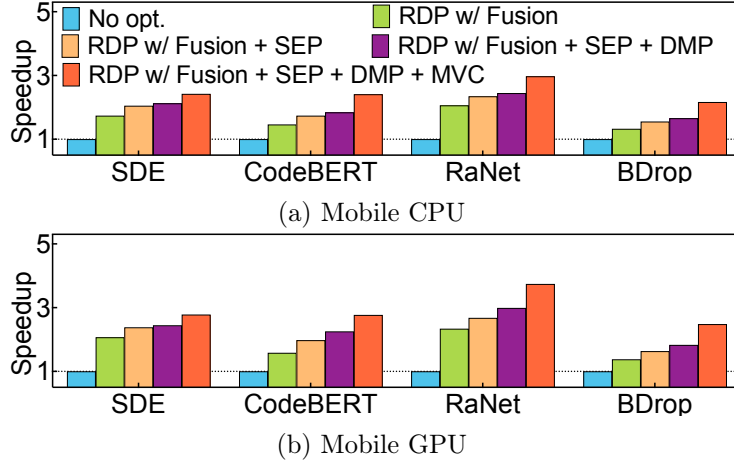 No opt.
RDP w/ Fusion
RDP w/ Fusion + SEP
RDP w/ Fusion + SEP + DMP
RDP w/ Fusion + SEP + DMP + MVC
Speedup
5
3
1
SDE CodeBERT RaNet BDrop
(a) Mobile CPU
Speedup
5
3
1
SDE CodeBERT RaNet BDrop
(b) Mobile GPU